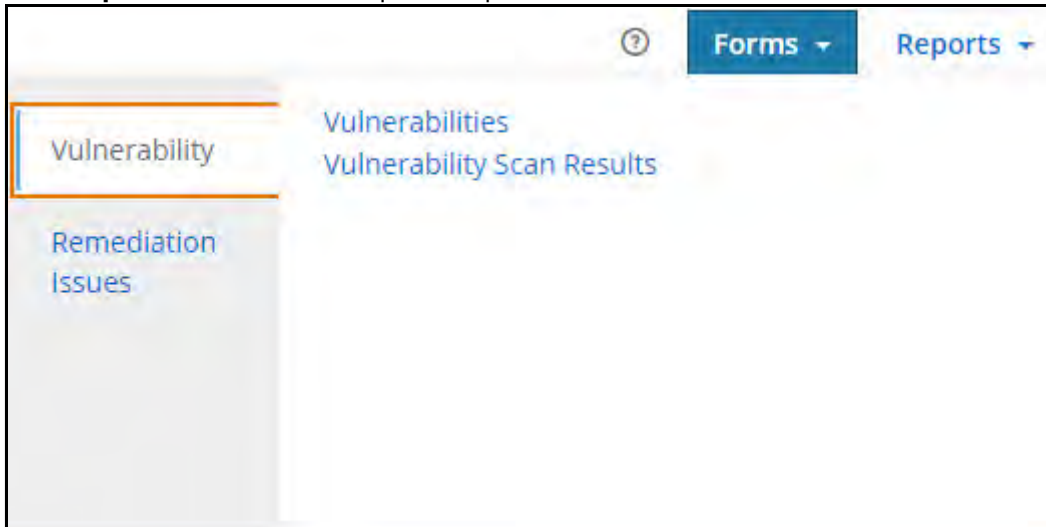 Forms Reports
Vulnerability
Vulnerabilities
Vulnerability Scan Results
Remediation
Issues